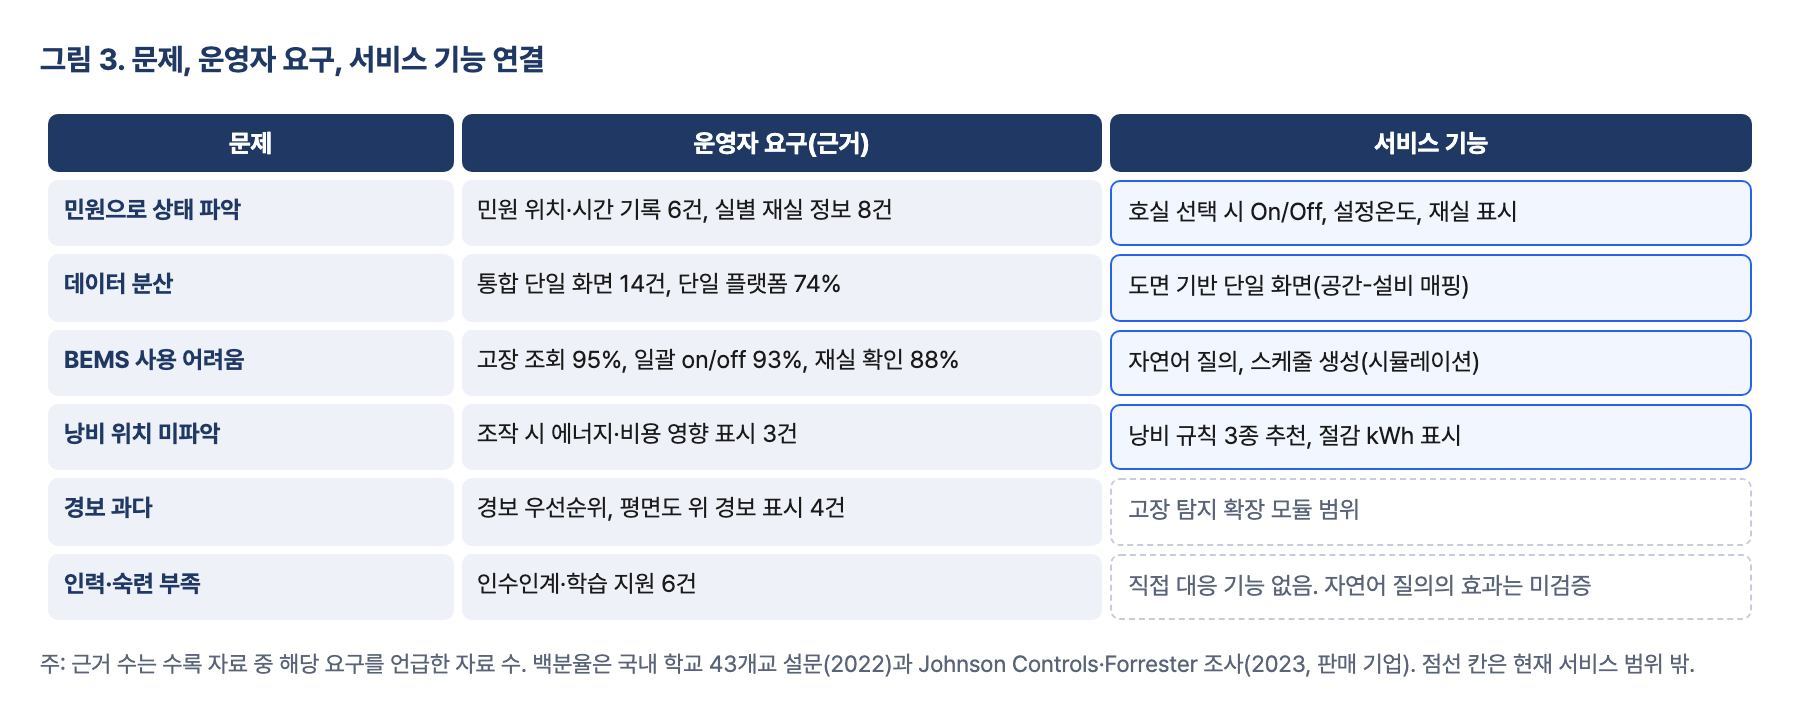 그림 3. 문제, 운영자 요구, 서비스 기능 연결
문제
운영자 요구(근거)
서비스 기능
민원으로 상태 파악
민원 위치·시간 기록 6건, 실별 재실 정보 8건
호실 선택 시 On/Off, 설정온도, 재실 표시
데이터 분산
통합 단일 화면 14건, 단일 플랫폼 74%
도면 기반 단일 화면(공간-설비 매핑)
BEMS 사용 어려움
고장 조회 95%, 일괄 on/off 93%, 재실 확인 88%
자연어 질의, 스케줄 생성(시뮬레이션)
낭비 위치 미파악
조작 시 에너지·비용 영향 표시 3건
낭비 규칙 3종 추천, 절감 kWh 표시
경보 과다
경보 우선순위, 평면도 위 경보 표시 4건
고장 탐지 확장 모듈 범위
인력·숙련 부족
인수인계·학습 지원 6건
직접 대응 기능 없음. 자연어 질의의 효과는 미검증
주: 근거 수는 수록 자료 중 해당 요구를 언급한 자료 수. 백분율은 국내 학교 43개교 설문(2022)과 Johnson Controls·Forrester 조사(2023, 판매 기업). 점선 칸은 현재 서비스 범위 밖.